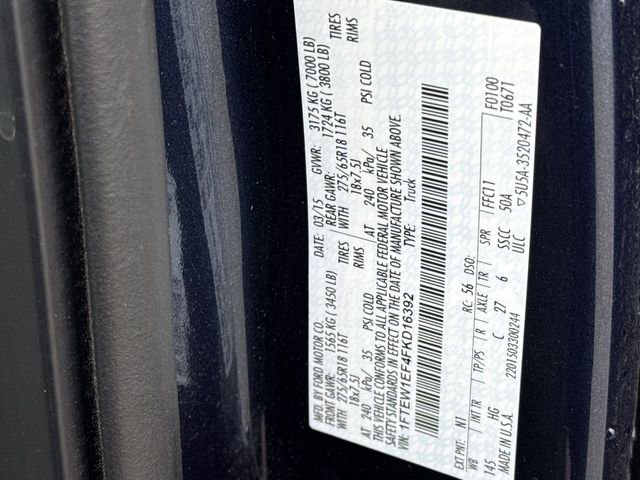 MFD. BY FORD MOTOR CO.
DATE: 03/15 GVWR: 3175 KG ( 7000 LB)
FRONT GAWR: 1565 KG ( 3450 LB) REAR GAWR: 1724 KG ( 3800 LB)
WITH 275/65R18 116T TIRES WITH 275/65R18 116T TIRES
18x7.5J RIMS 18x7.5J RIMS
AT 240 kPa/ 35 PSI COLD AT 240 kPa/ 35 PSI COLD
THIS VEHICLE CONFORMS TO ALL APPLICABLE FEDERAL MOTOR VEHICLE
SAFETY STANDARDS IN EFFECT ON THE DATE OF MANUFACTURE SHOWN ABOVE.
VIN: 1FTEW1EF4FKD16392 TYPE: Truck
F0100
T0671
EXT PNT: N1 RC: 56 DSO:
WB INT TR TP/PS R AXLE TR SPR FFC11
145 HG C 27 6 SSCC 50A
MADE IN U.S.A. 2201503300244 ULC ▽5U5A-3520472-AA